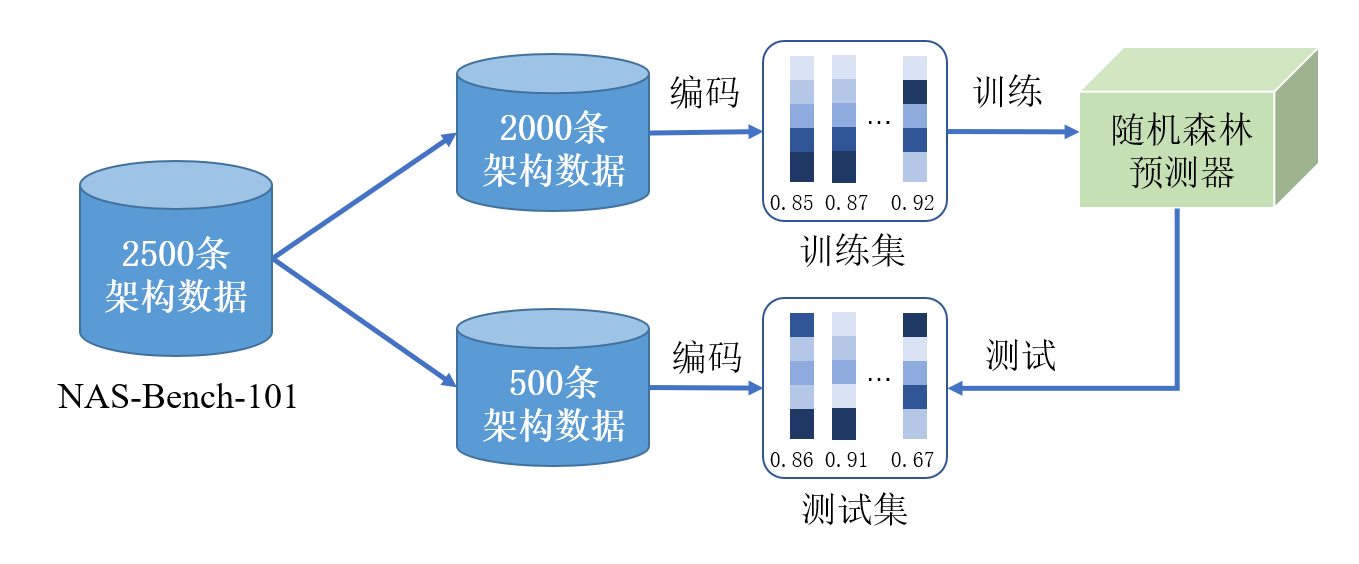 2500条
架构数据
NAS-Bench-101
2000条
架构数据
编码
...
0.85 0.87 0.92
训练集
训练
随机森林
预测器
500条
架构数据
编码
...
0.86 0.91 0.67
测试集
测试